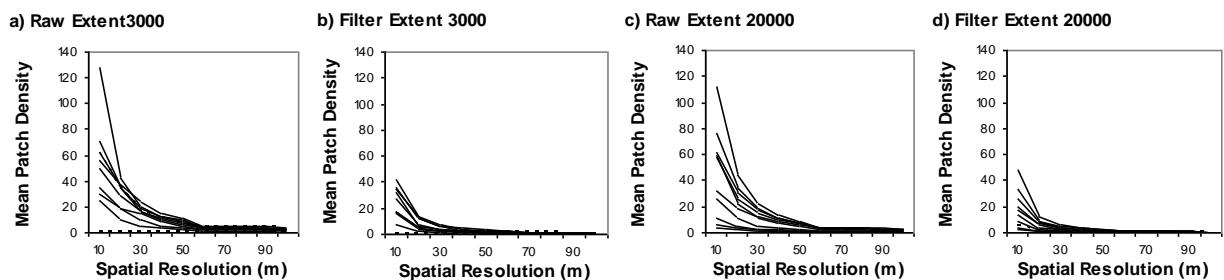 a) Raw Extent3000
b) Filter Extent 3000
c) Raw Extent 20000
d) Filter Extent 20000
Mean Patch Density
140
120
100
80
60
40
20
0
10 30 50 70 90
Spatial Resolution (m)
Mean Patch Density
140
120
100
80
60
40
20
0
10 30 50 70 90
Spatial Resolution (m)
Mean Patch Density
140
120
100
80
60
40
20
0
10 30 50 70 90
Spatial Resolution (m)
Mean Patch Density
140
120
100
80
60
40
20
0
10 30 50 70 90
Spatial Resolution (m)